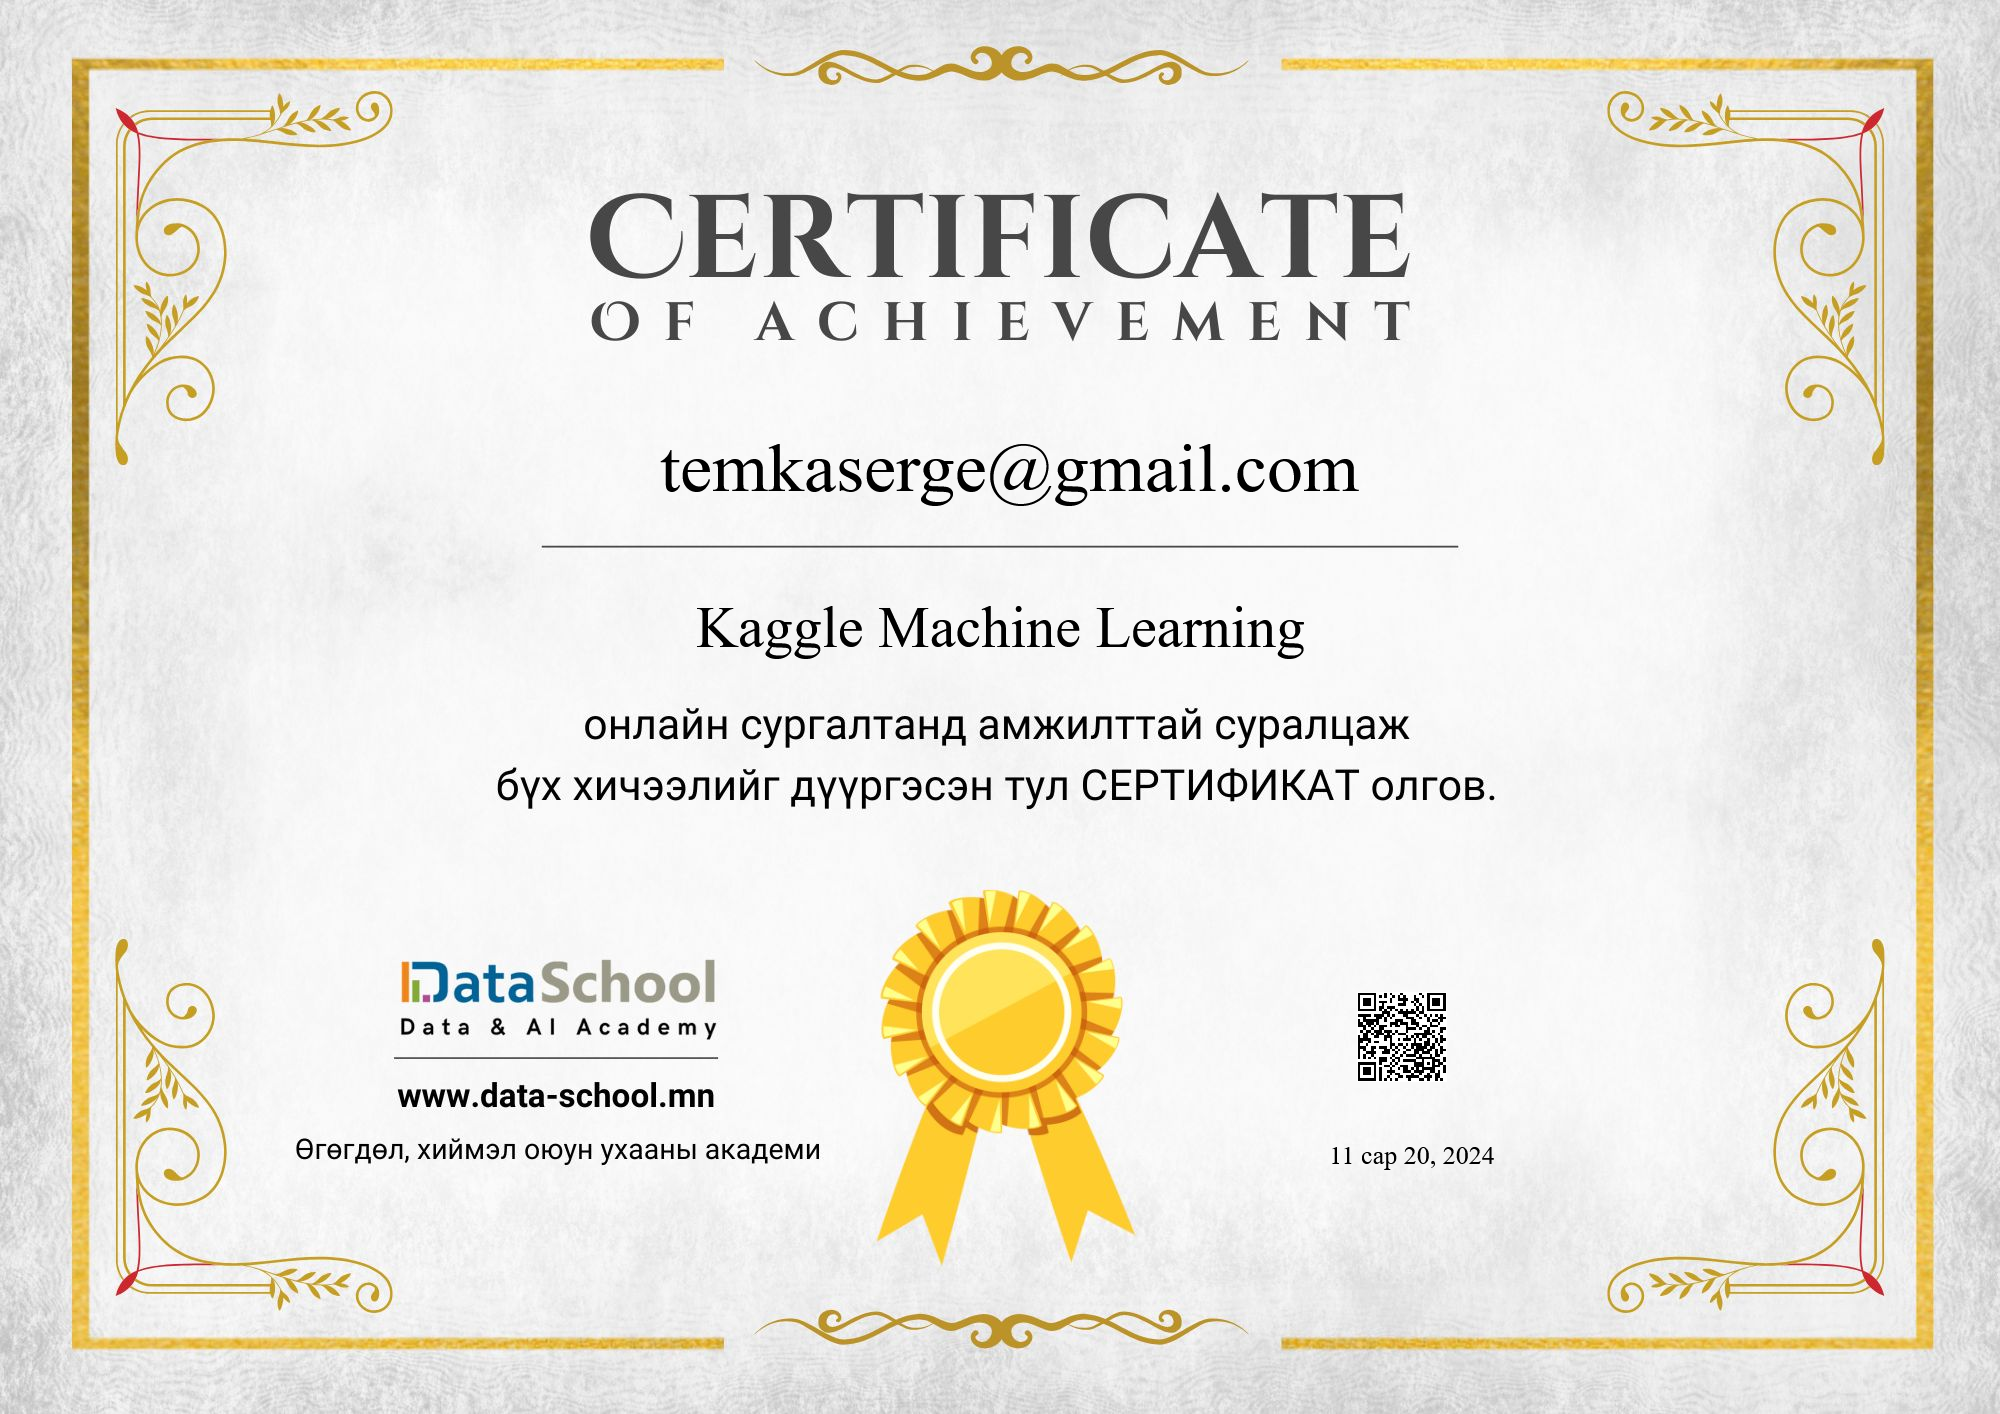 CERTIFICATE
OF ACHIEVEMENT
temkaserge@gmail.com
Kaggle Machine Learning
онлайн сургалтанд амжилттай суралцаж
бүх хичээлийг дүүргэсэн тул СЕРТИФИКАТ олгов.
DataSchool
Data & AI Academy
www.data-school.mn
Өгөгдөл, хиймэл оюун ухааны академи
11 сар 20, 2024